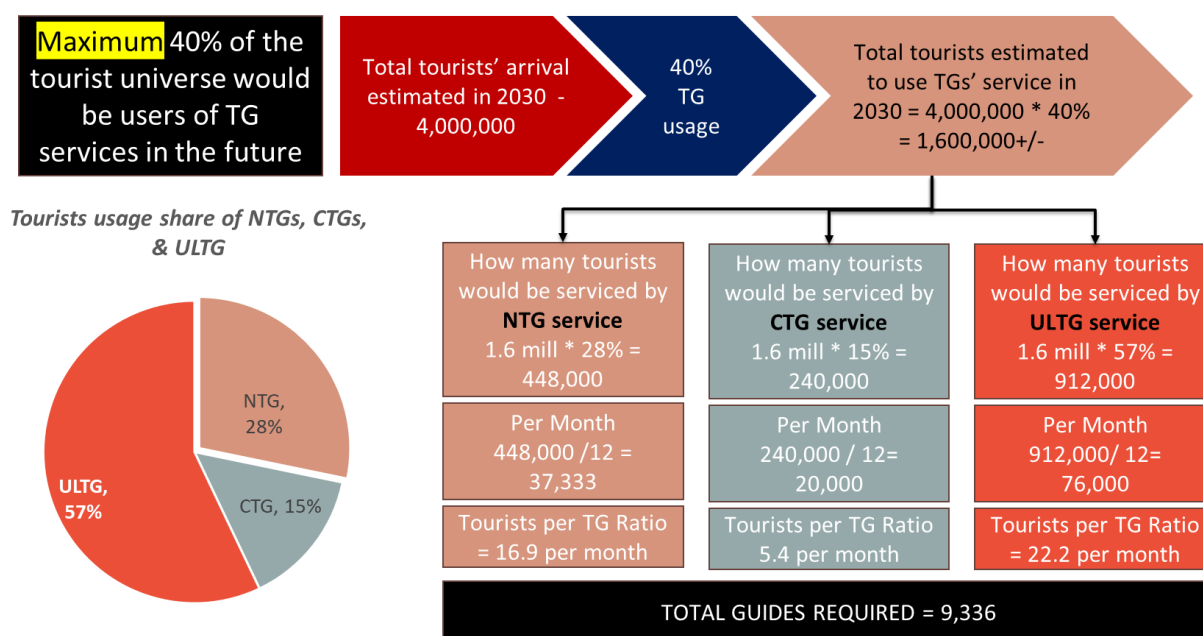 Maximum 40% of the
tourist universe would
be users of TG
services in the future
Total tourists’ arrival
estimated in 2030 -
4,000,000
40%
TG
usage
Total tourists estimated
to use TGs’ service in
2030 = 4,000,000 * 40%
= 1,600,000+/-
Tourists usage share of NTGs, CTGs,
& ULTG
NTG,
28%
CTG, 15%
ULTG,
57%
How many tourists
would be serviced by
NTG service
1.6 mill * 28% =
448,000
How many tourists
would be serviced by
CTG service
1.6 mill * 15% =
240,000
How many tourists
would be serviced by
ULTG service
1.6 mill * 57% =
912,000
Per Month
448,000 /12 =
37,333
Per Month
240,000 / 12=
20,000
Per Month
912,000/ 12=
76,000
Tourists per TG Ratio
= 16.9 per month
Tourists per TG Ratio
5.4 per month
Tourists per TG Ratio
= 22.2 per month
TOTAL GUIDES REQUIRED = 9,336